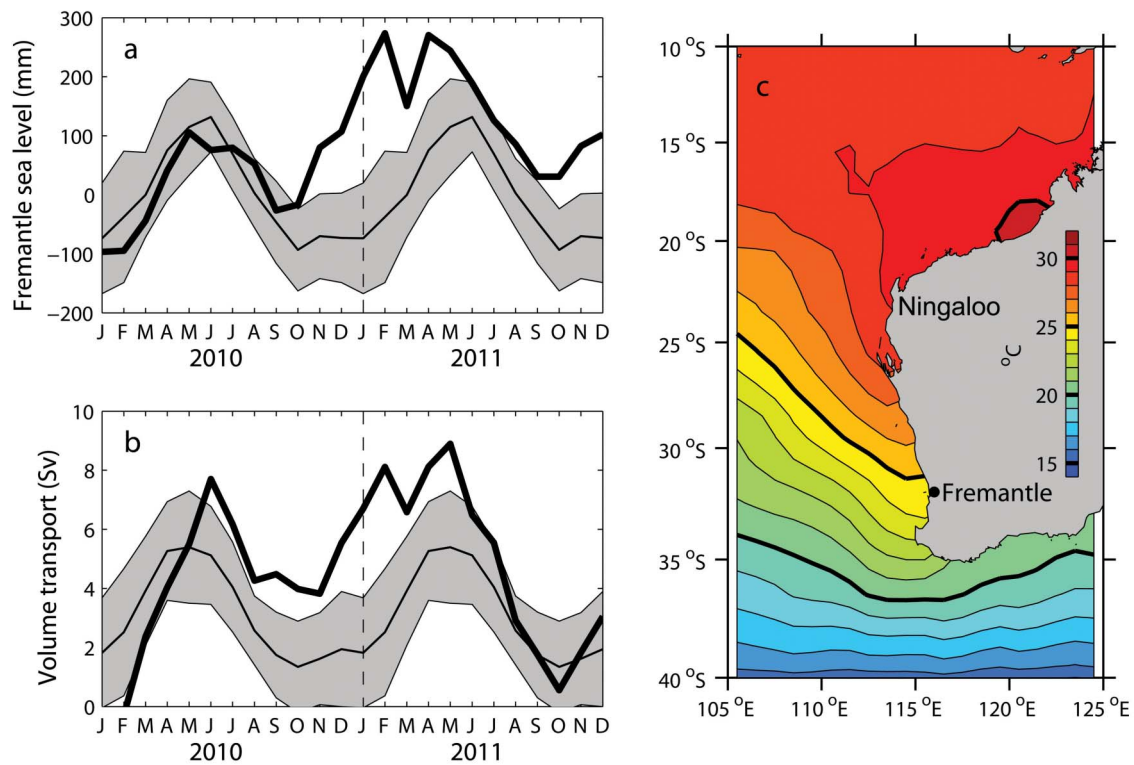 a
Fremantle sea level (mm)
300
200
100
0
−100
−200
J F M A M J J A S O N D J F M A M J J A S O N D
2010 2011
b
Volume transport (Sv)
10
8
6
4
2
0
J F M A M J J A S O N D J F M A M J J A S O N D
2010 2011
c
10 °S
15 °S
20 °S
25 °S
30 °S
35 °S
40 °S
105 °E 110 °E 115 °E 120 °E 125 °E
Ningaloo
Fremantle
°C
30
25
20
15